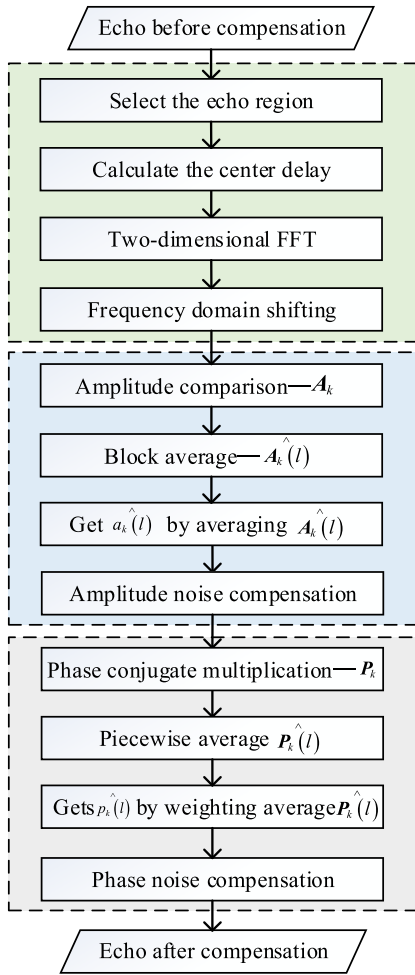 Echo before compensation
Select the echo region
Calculate the center delay
Two-dimensional FFT
Frequency domain shifting
Amplitude comparison—Aₖ
Block average—Âₖ(l)
Get âₖ(l) by averaging Âₖ(l)
Amplitude noise compensation
Phase conjugate multiplication—Pₖ
Piecewise average P̂ₖ(l)
Gets p̂ₖ(l) by weighting average P̂ₖ(l)
Phase noise compensation
Echo after compensation